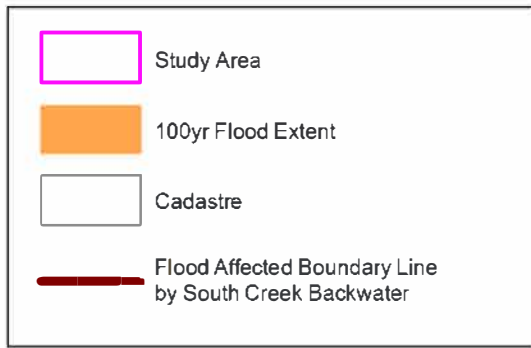 Study Area
100yr Flood Extent
Cadastre
Flood Affected Boundary Line
by South Creek Backwater